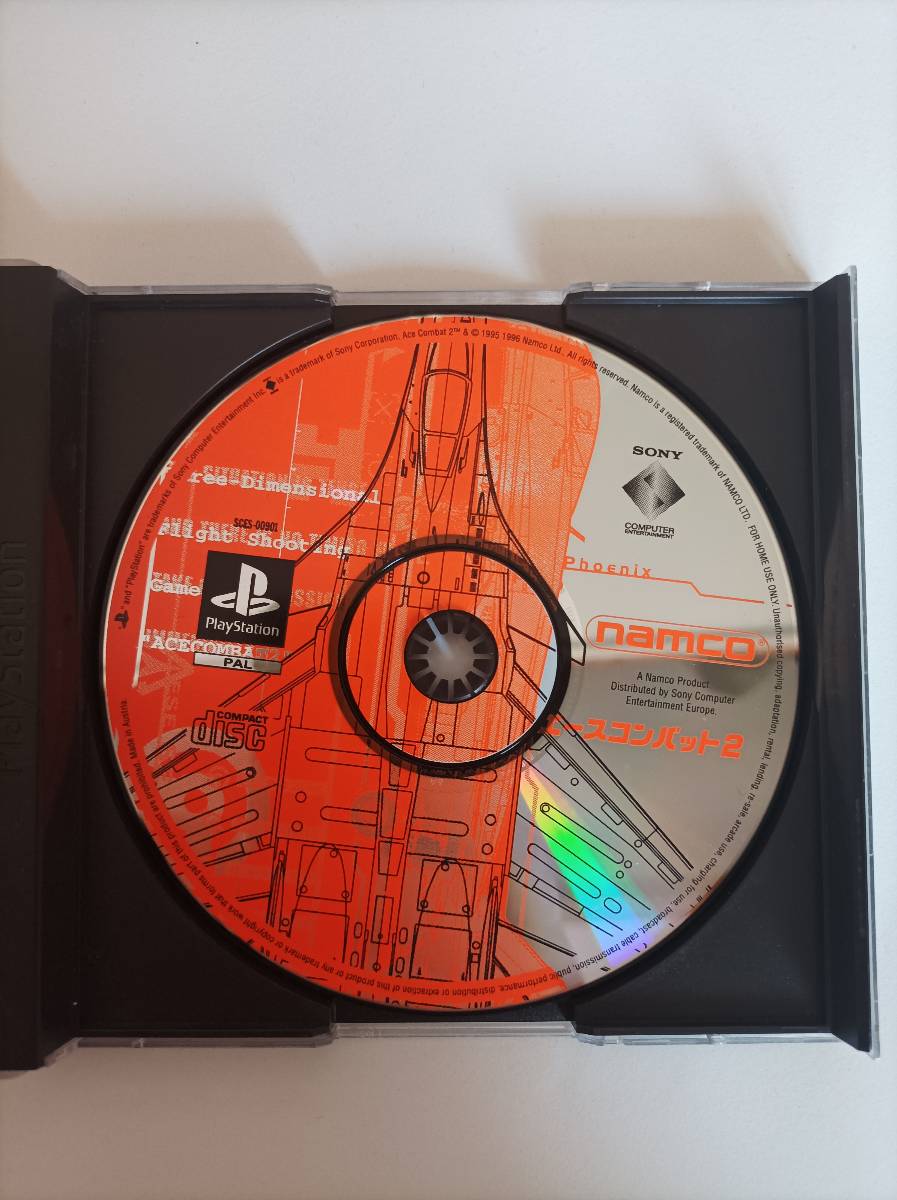 " and "PlayStation" are trademarks of Sony Computer Entertainment Inc. " is a trademark of Sony Corporation. Ace Combat 2™ & © 1995 1996 Namco Ltd., All rights reserved. Namco is a registered trademark of NAMCO LTD., FOR HOME USE ONLY. Unauthorised copying, adaptation, rental, lending, re-sale, arcade use, charging for use, broadcast, cable transmission, public performance, distribution or extraction of this product or any trademark or copyright work that forms part of this product are prohibited. Made in Austria.
ree-Dimensional
SCES-00901
flight Shooting
Game
PlayStation
PAL
"ACECOMBAT2"
COMPACT
disc
SONY
COMPUTER
ENTERTAINMENT
Phoenix
namco®
A Namco Product
Distributed by Sony Computer
Entertainment Europe.
エースコンバット2
PlayStation